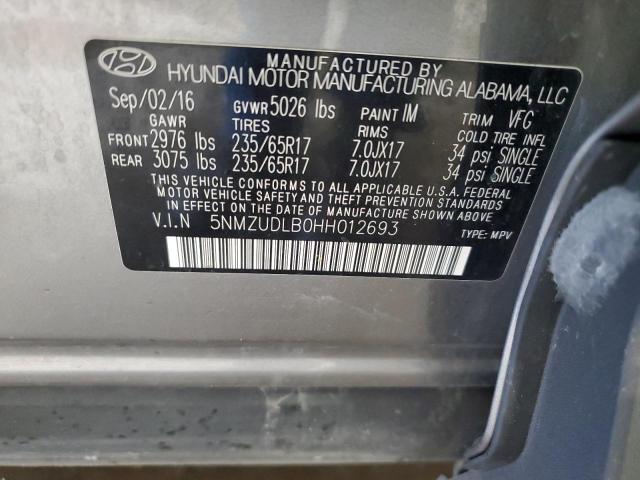 MANUFACTURED BY
HYUNDAI MOTOR MANUFACTURING ALABAMA, LLC
Sep/02/16 GVWR 5026 lbs PAINT IM TRIM VFG
GAWR TIRES RIMS COLD TIRE INFL
FRONT 2976 lbs 235/65R17 7.0JX17 34 psi SINGLE
REAR 3075 lbs 235/65R17 7.0JX17 34 psi SINGLE
THIS VEHICLE CONFORMS TO ALL APPLICABLE U.S.A. FEDERAL
MOTOR VEHICLE SAFETY AND THEFT PREVENTION STANDARDS
IN EFFECT ON THE DATE OF MANUFACTURE SHOWN ABOVE
V.I.N 5NMZUDLB0HH012693 TYPE: MPV